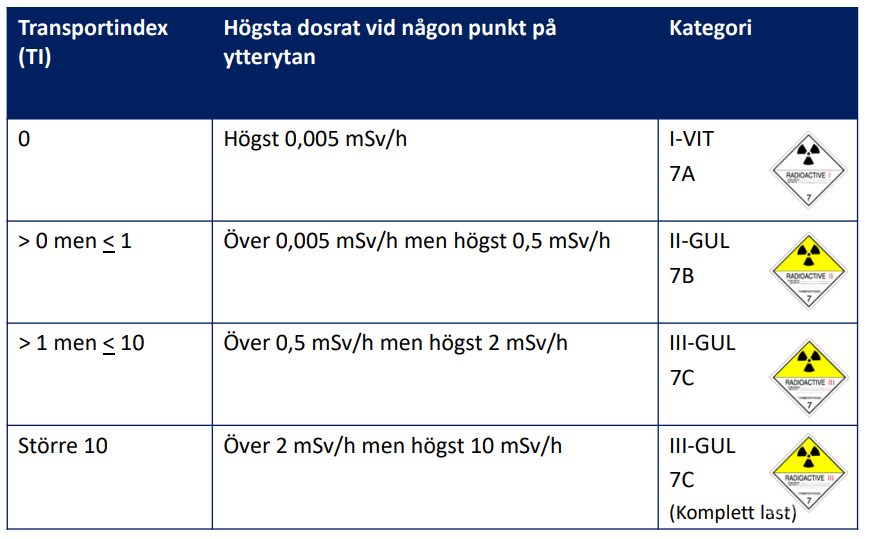 Transportindex
(TI)
Högsta dosrat vid någon punkt på
ytterytan
Kategori
0
Högst 0,005 mSv/h
I-VIT
7A
RADIOACTIVE I
7
> 0 men ≤ 1
Över 0,005 mSv/h men högst 0,5 mSv/h
II-GUL
7B
RADIOACTIVE II
7
> 1 men ≤ 10
Över 0,5 mSv/h men högst 2 mSv/h
III-GUL
7C
RADIOACTIVE III
7
Större 10
Över 2 mSv/h men högst 10 mSv/h
III-GUL
7C
(Komplett last)
RADIOACTIVE III
7